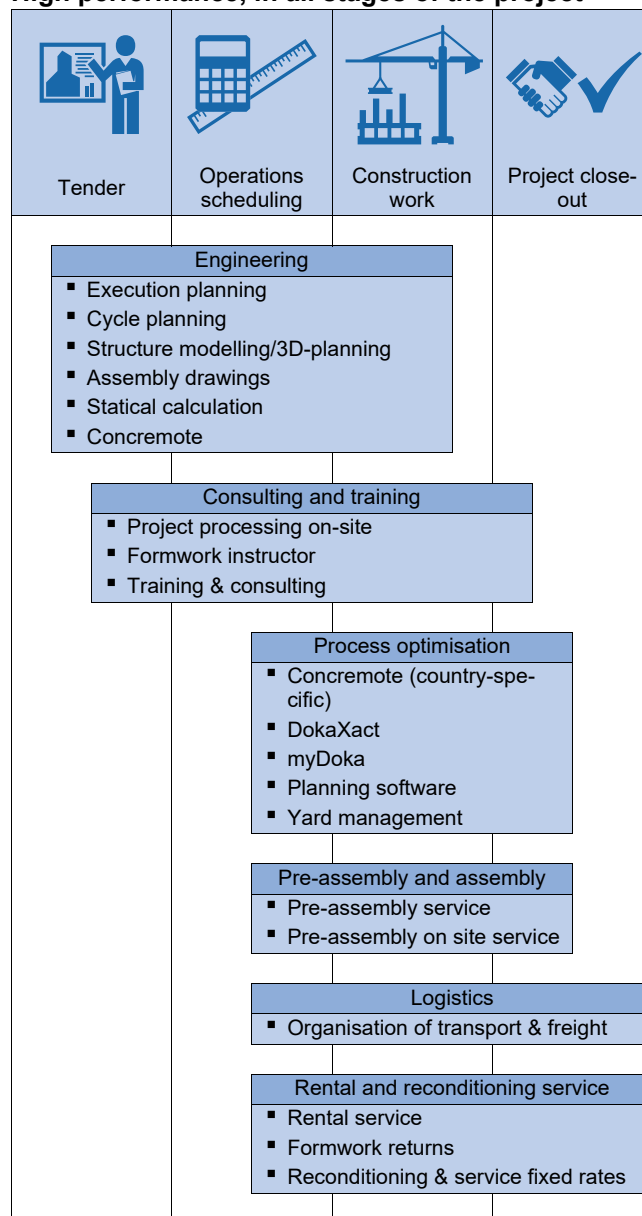 High performance, in all stages of the project
Tender
Operations
scheduling
Construction
work
Project close-
out
Engineering
▪ Execution planning
▪ Cycle planning
▪ Structure modelling/3D-planning
▪ Assembly drawings
▪ Statical calculation
▪ Concremote
Consulting and training
▪ Project processing on-site
▪ Formwork instructor
▪ Training & consulting
Process optimisation
▪ Concremote (country-spe-
cific)
▪ DokaXact
▪ myDoka
▪ Planning software
▪ Yard management
Pre-assembly and assembly
▪ Pre-assembly service
▪ Pre-assembly on site service
Logistics
▪ Organisation of transport & freight
Rental and reconditioning service
▪ Rental service
▪ Formwork returns
▪ Reconditioning & service fixed rates